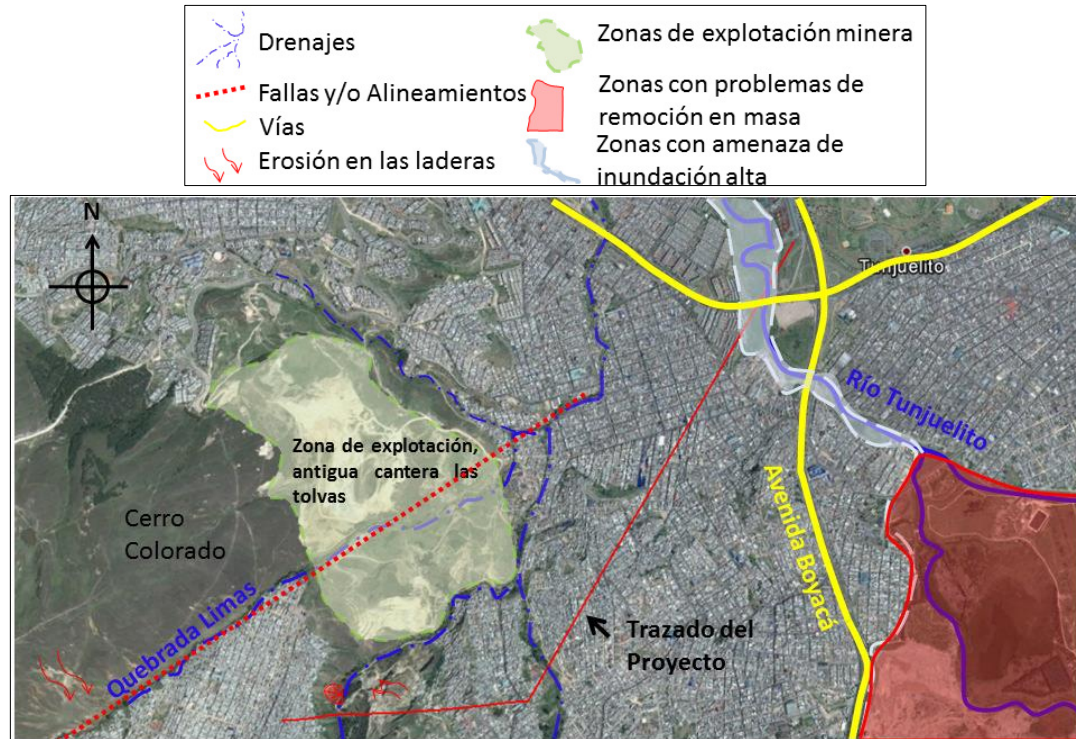 Drenajes
Fallas y/o Alineamientos
Vías
Erosión en las laderas
Zonas de explotación minera
Zonas con problemas de
remoción en masa
Zonas con amenaza de
inundación alta
N
Tunjuelito
Río Tunjuelito
Zona de explotación,
antigua cantera las
tolvas
Cerro
Colorado
Quebrada Limas
Avenida Boyacá
Trazado del
Proyecto